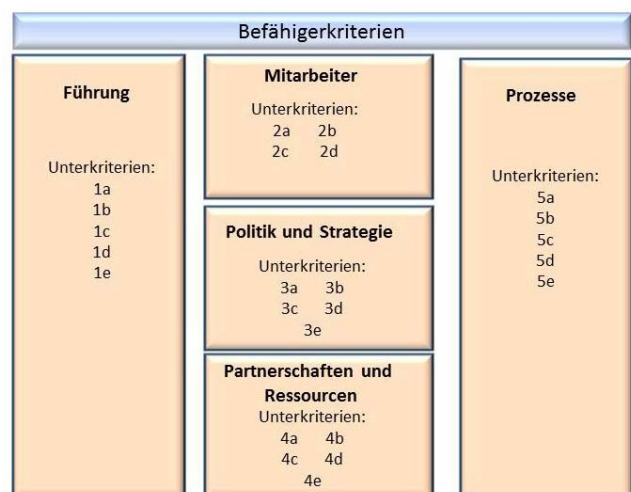 Befähigerkriterien
Führung
Unterkriterien:
1a
1b
1c
1d
1e
Mitarbeiter
Unterkriterien:
2a 2b
2c 2d
Politik und Strategie
Unterkriterien:
3a 3b
3c 3d
3e
Partnerschaften und
Ressourcen
Unterkriterien:
4a 4b
4c 4d
4e
Prozesse
Unterkriterien:
5a
5b
5c
5d
5e